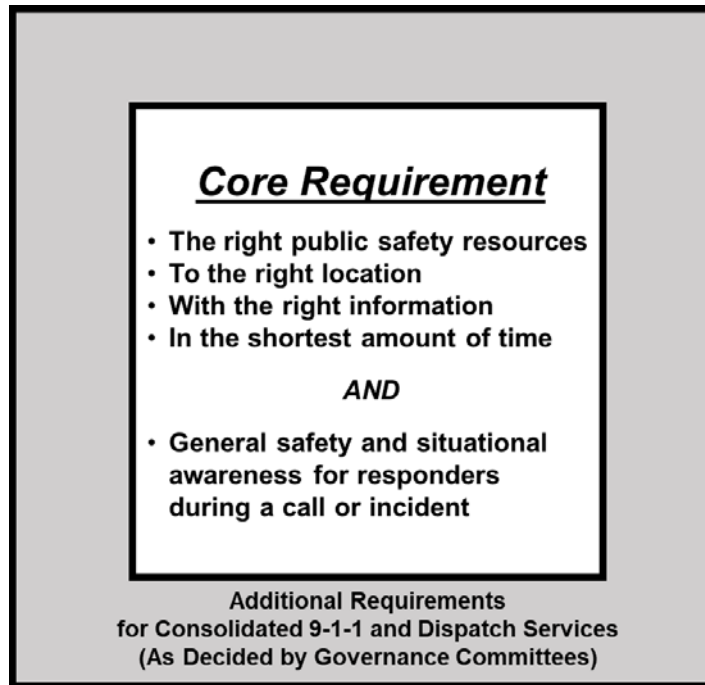 Core Requirement
• The right public safety resources
• To the right location
• With the right information
• In the shortest amount of time
AND
• General safety and situational
awareness for responders
during a call or incident
Additional Requirements
for Consolidated 9-1-1 and Dispatch Services
(As Decided by Governance Committees)